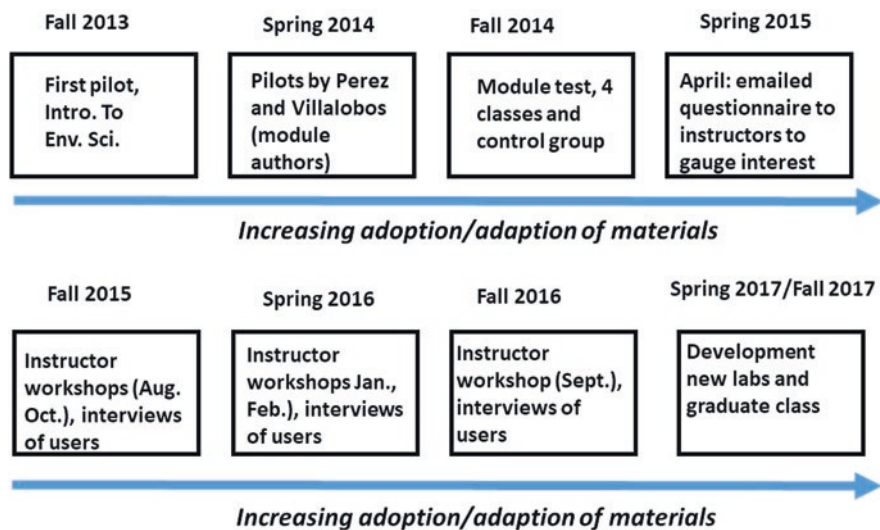 Fall 2013
Spring 2014
Fall 2014
Spring 2015
First pilot,
Intro. To
Env. Sci.
Pilots by Perez
and Villalobos
(module
authors)
Module test, 4
classes and
control group
April: emailed
questionnaire to
instructors to
gauge interest
Increasing adoption/adaption of materials
Fall 2015
Spring 2016
Fall 2016
Spring 2017/Fall 2017
Instructor
workshops (Aug.
Oct.), interviews
of users
Instructor
workshops Jan.,
Feb.), interviews
of users
Instructor
workshop (Sept.),
interviews of
users
Development
new labs and
graduate class
Increasing adoption/adaption of materials